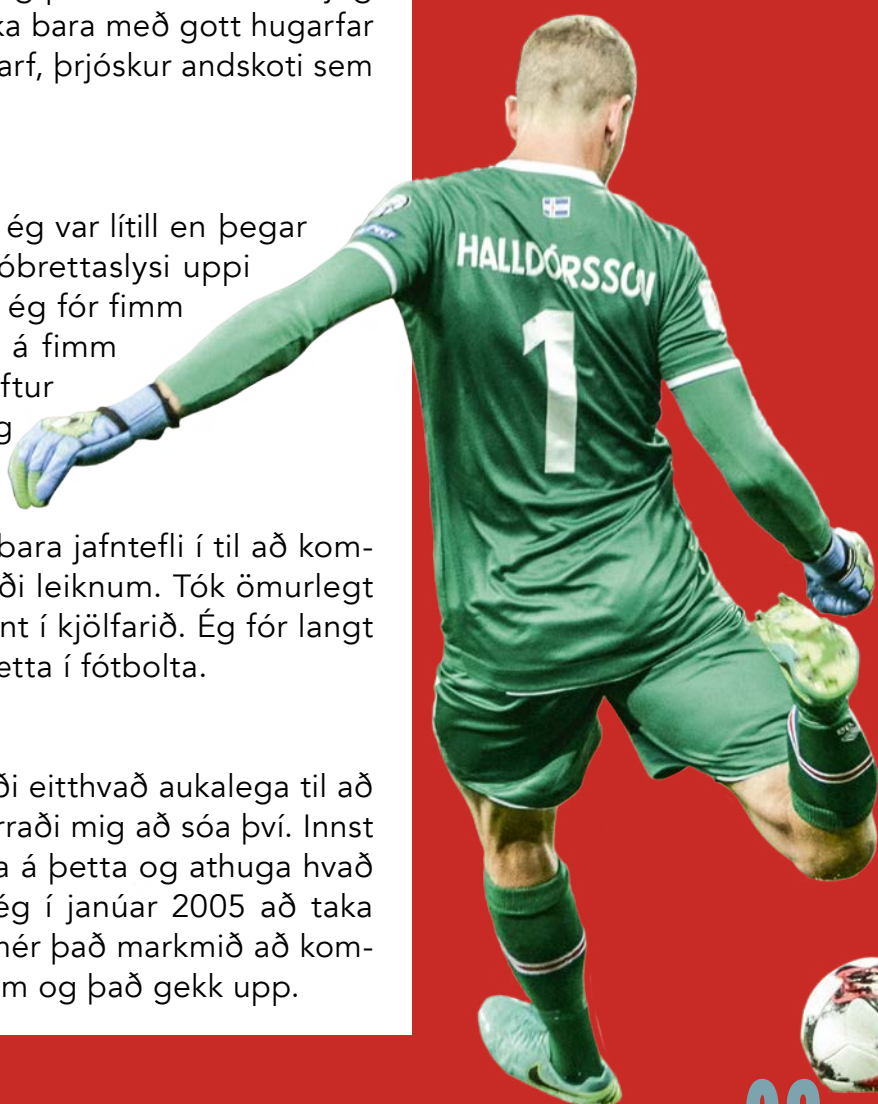 ka bara með gott hugarfar
arf, þrjóskur andskoti sem
ég var lítill en þegar
óbrettaslysi uppi
ég fór fimm
á fimm
ftur
g
bara jafntefli í til að kom-
ði leiknum. Tók ömurlegt
nt í kjölfarið. Ég fór langt
etta í fótbolta.
ði eitthvað aukalega til að
rraði mig að sóa því. Innst
a á þetta og athuga hvað
ég í janúar 2005 að taka
mér það markmið að kom-
m og það gekk upp.
HALLDÓRSSON
1